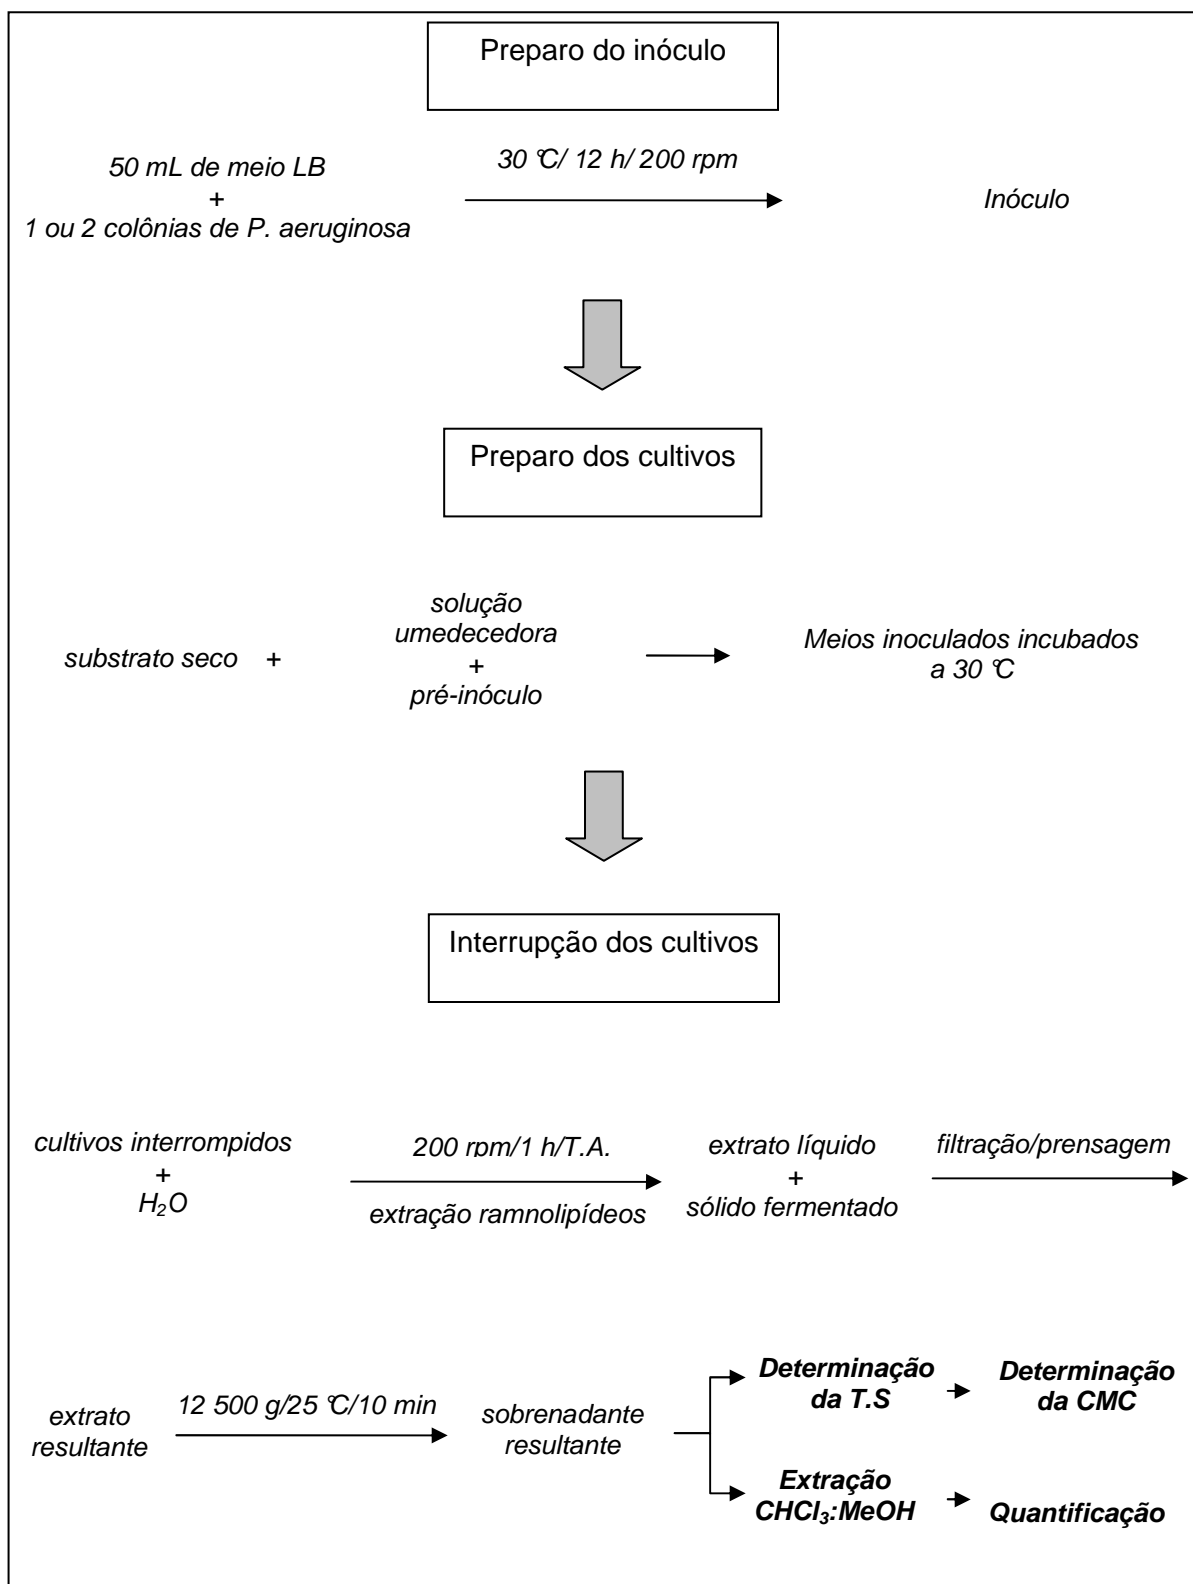 Preparo do inóculo
50 mL de meio LB
+
1 ou 2 colônias de P. aeruginosa
30 °C/ 12 h/ 200 rpm
Inóculo
Preparo dos cultivos
substrato seco +
solução
umedecedora
+
pré-inóculo
Meios inoculados incubados
a 30 °C
Interrupção dos cultivos
cultivos interrompidos
+
H₂O
200 rpm/1 h/T.A.
extração ramnolipídeos
extrato líquido
+
sólido fermentado
filtração/prensagem
extrato
resultante
12 500 g/25 °C/10 min
sobrenadante
resultante
Determinação
da T.S
Determinação
da CMC
Extração
CHCl₃:MeOH
Quantificação